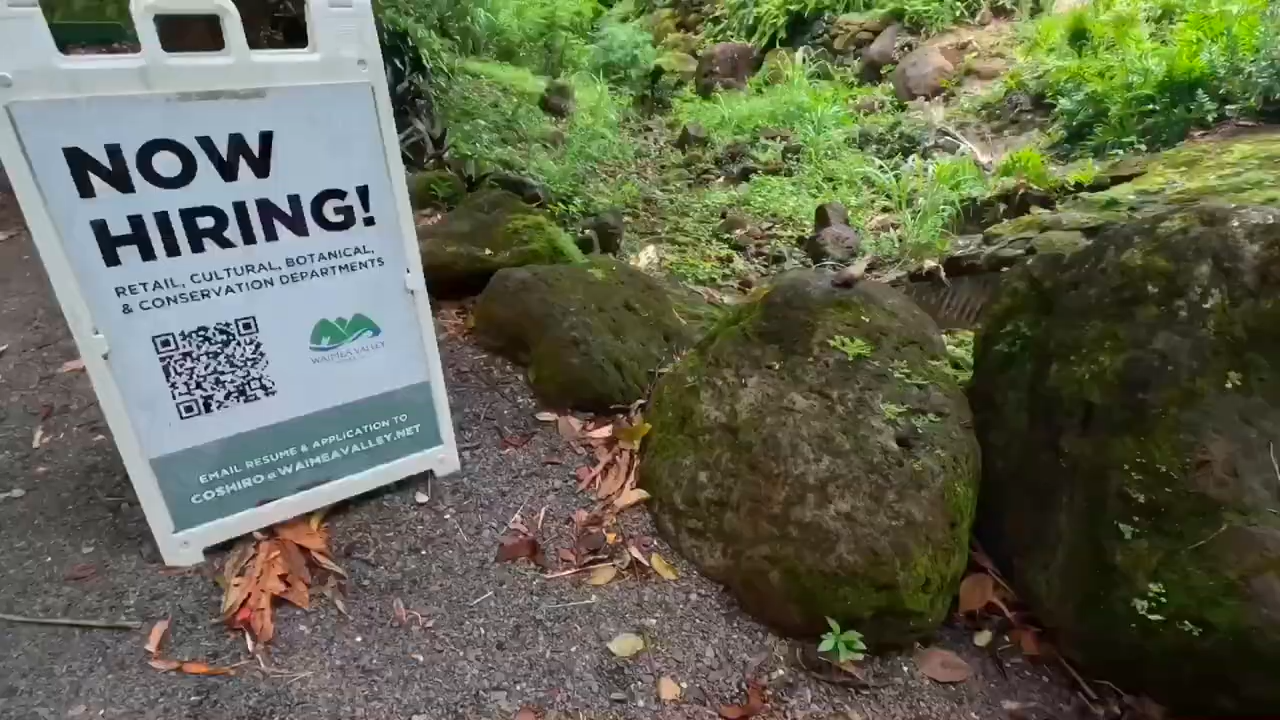 NOW
HIRING!
RETAIL, CULTURAL, BOTANICAL,
& CONSERVATION DEPARTMENTS
WAIMEA VALLEY
EMAIL RESUME & APPLICATION TO
COSHIRO@WAIMEAVALLEY.NET